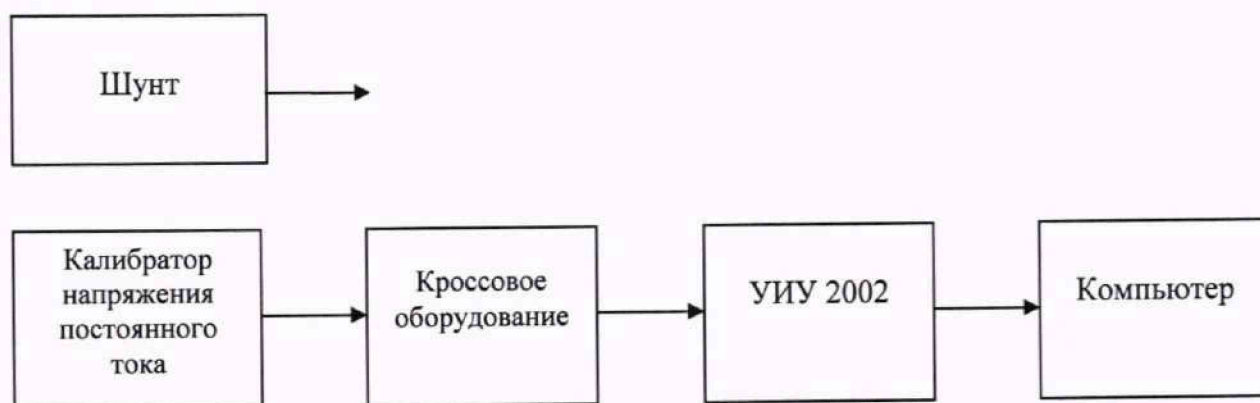 Шунт
Калибратор
напряжения
постоянного
тока
Кроссовое
оборудование
УИУ 2002
Компьютер